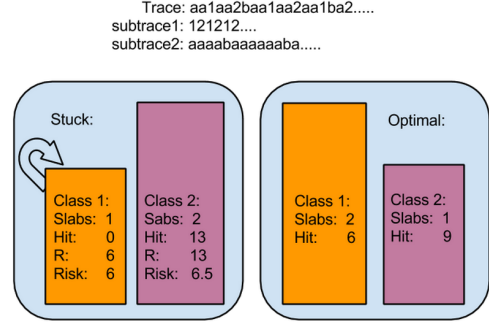 Trace: aa1aa2baa1aa2aa1ba2.....
subtrace1: 121212....
subtrace2: aaaabaaaaaaba.....
Stuck:
Class 1:
Slabs: 1
Hit: 0
R: 6
Risk: 6
Class 2:
Sabs: 2
Hit: 13
R: 13
Risk: 6.5
Optimal:
Class 1:
Slabs: 2
Hit: 6
Class 2:
Slabs: 1
Hit: 9